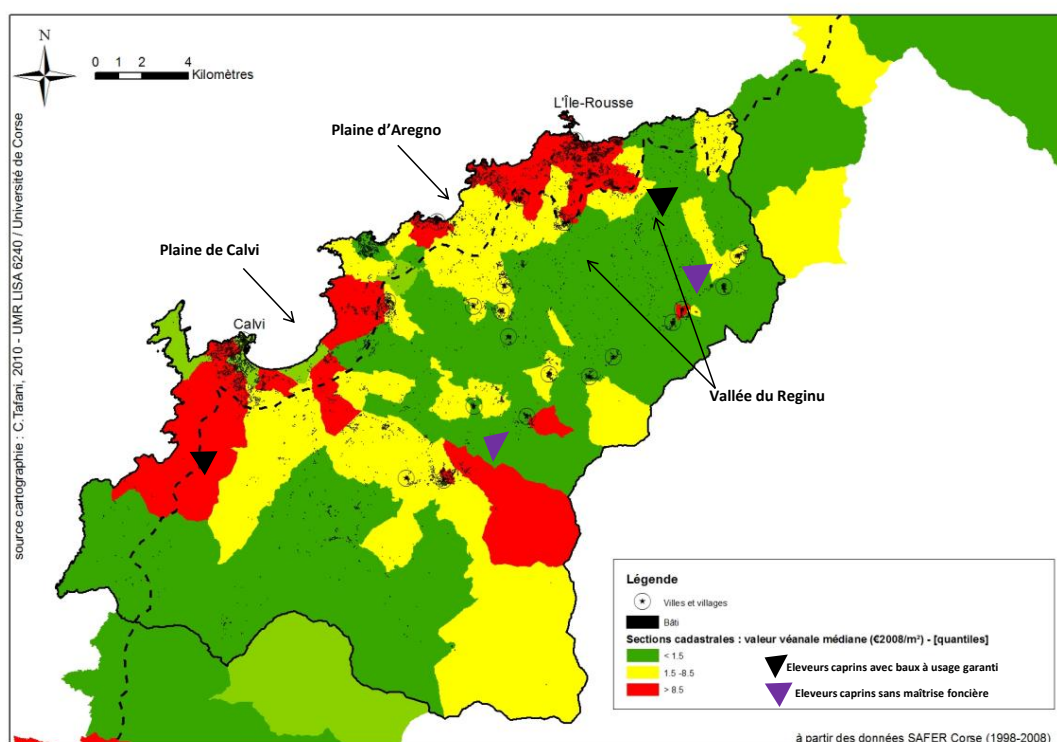 N
0 1 2 4
Kilomètres
L'Île-Rousse
Plaine d'Aregno
Plaine de Calvi
Calvi
Vallée du Reginu
source cartographie : C.Tafani, 2010 - UMR LISA 6240 / Université de Corse
Légende
Villes et villages
Bâti
Sections cadastrales : valeur véanale médiane (€2008/m²) - [quantiles]
< 1.5
1.5 -8.5
> 8.5
Eleveurs caprins avec baux à usage garanti
Eleveurs caprins sans maîtrise foncière
à partir des données SAFER Corse (1998-2008)